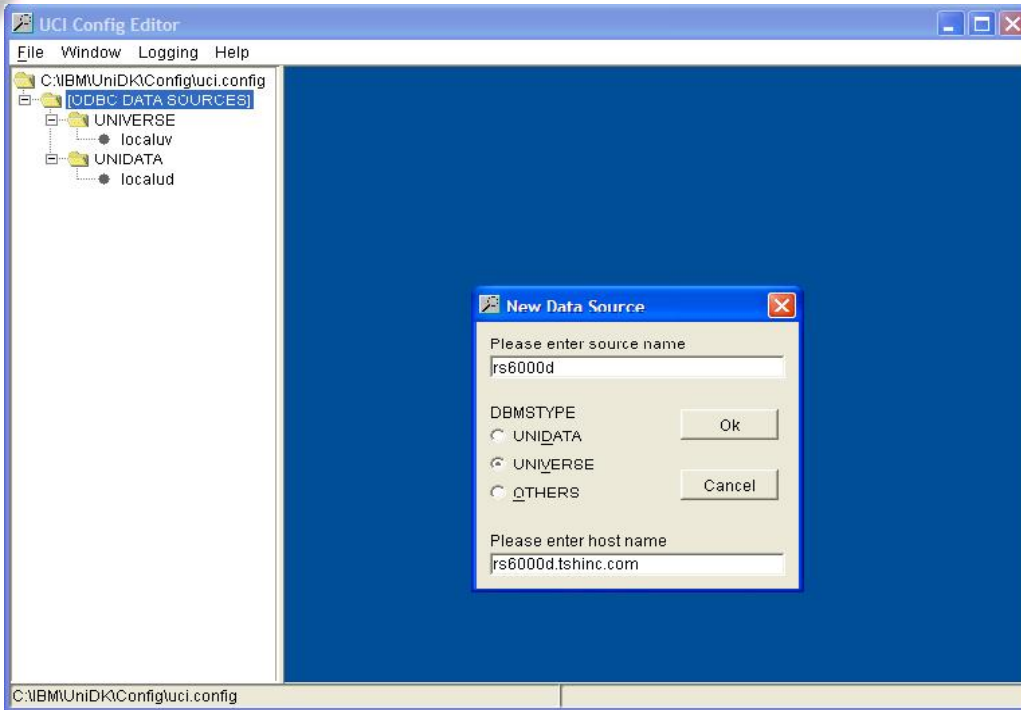 UCI Config Editor
File Window Logging Help
C:\IBM\UniDK\Config\uci.config
[ODBC DATA SOURCES]
UNIVERSE
localuv
UNIDATA
localud
New Data Source
Please enter source name
rs6000d
DBMSTYPE
UNIDATA
UNIVERSE
OTHERS
Ok
Cancel
Please enter host name
rs6000d.tshinc.com
C:\IBM\UniDK\Config\uci.config